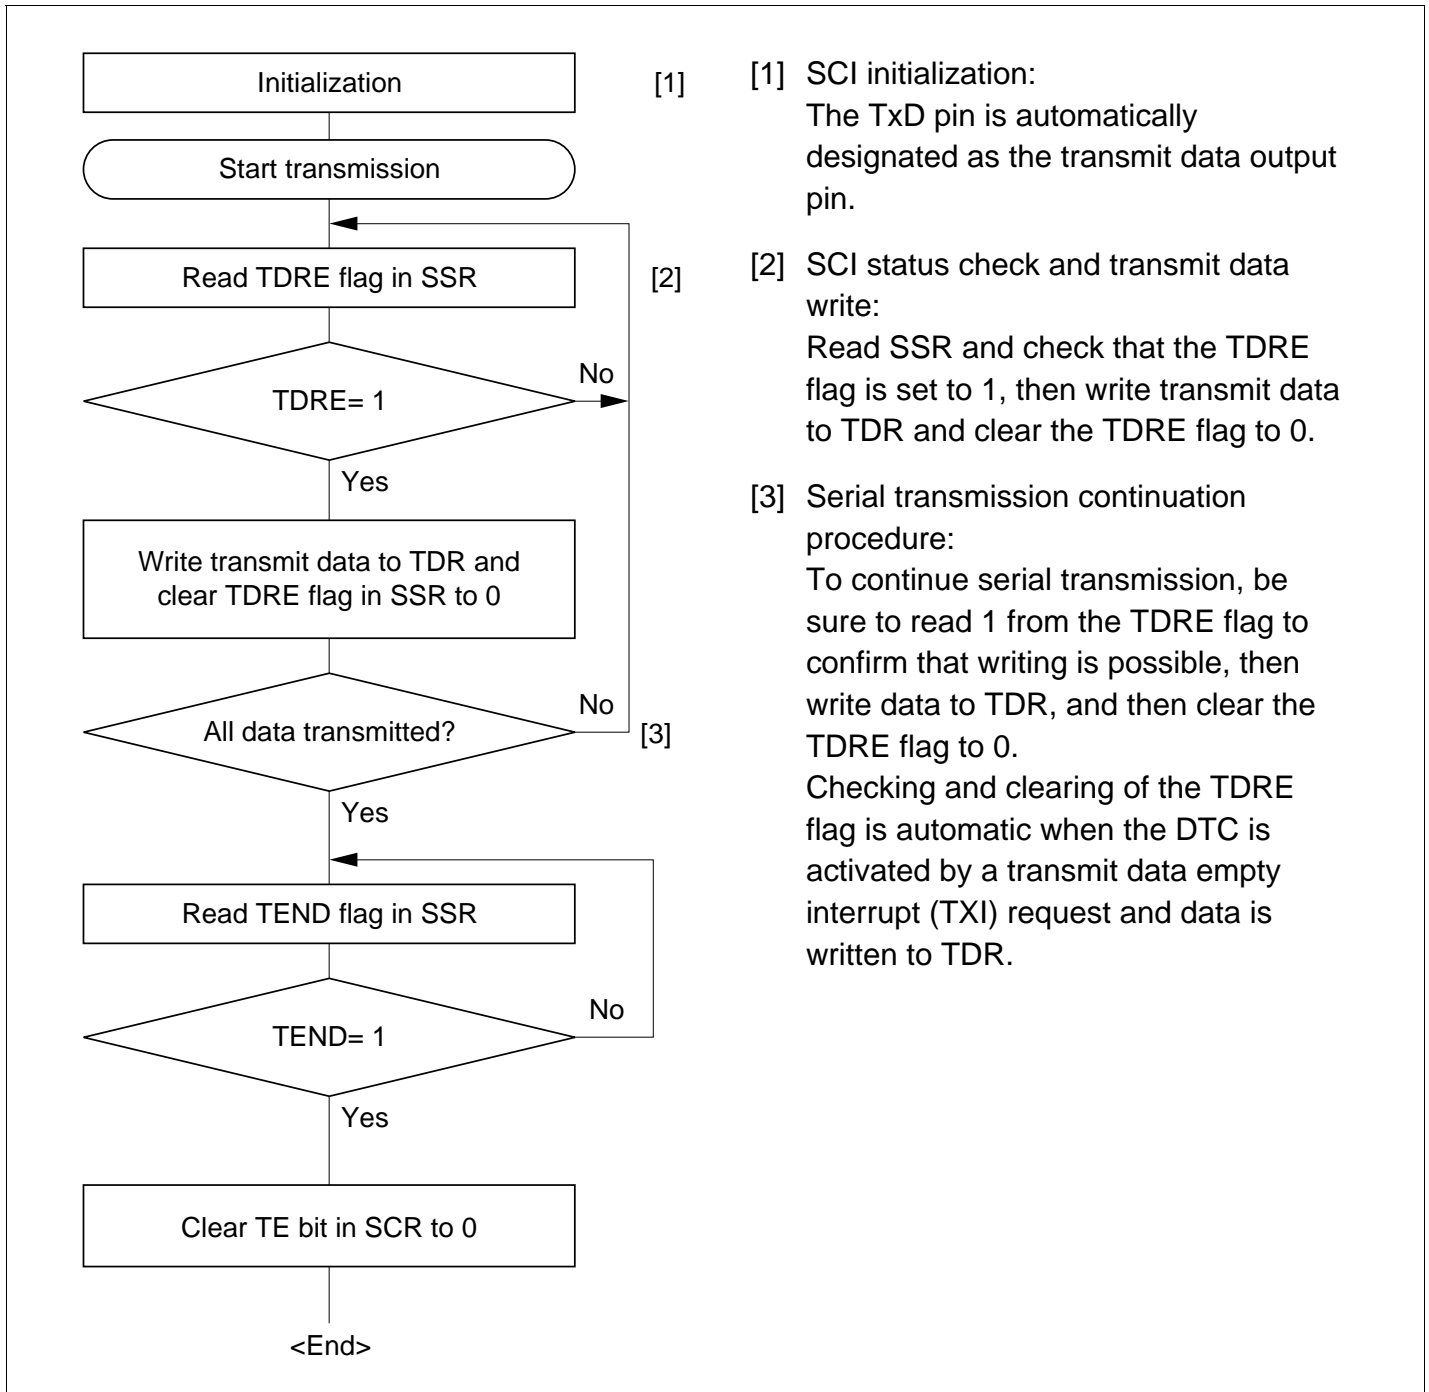 Initialization
[1]
Start transmission
Read TDRE flag in SSR
[2]
TDRE= 1
No
Yes
Write transmit data to TDR and
clear TDRE flag in SSR to 0
All data transmitted?
No
[3]
Yes
Read TEND flag in SSR
TEND= 1
No
Yes
Clear TE bit in SCR to 0
<End>
[1] SCI initialization:
The TxD pin is automatically
designated as the transmit data output
pin.
[2] SCI status check and transmit data
write:
Read SSR and check that the TDRE
flag is set to 1, then write transmit data
to TDR and clear the TDRE flag to 0.
[3] Serial transmission continuation
procedure:
To continue serial transmission, be
sure to read 1 from the TDRE flag to
confirm that writing is possible, then
write data to TDR, and then clear the
TDRE flag to 0.
Checking and clearing of the TDRE
flag is automatic when the DTC is
activated by a transmit data empty
interrupt (TXI) request and data is
written to TDR.